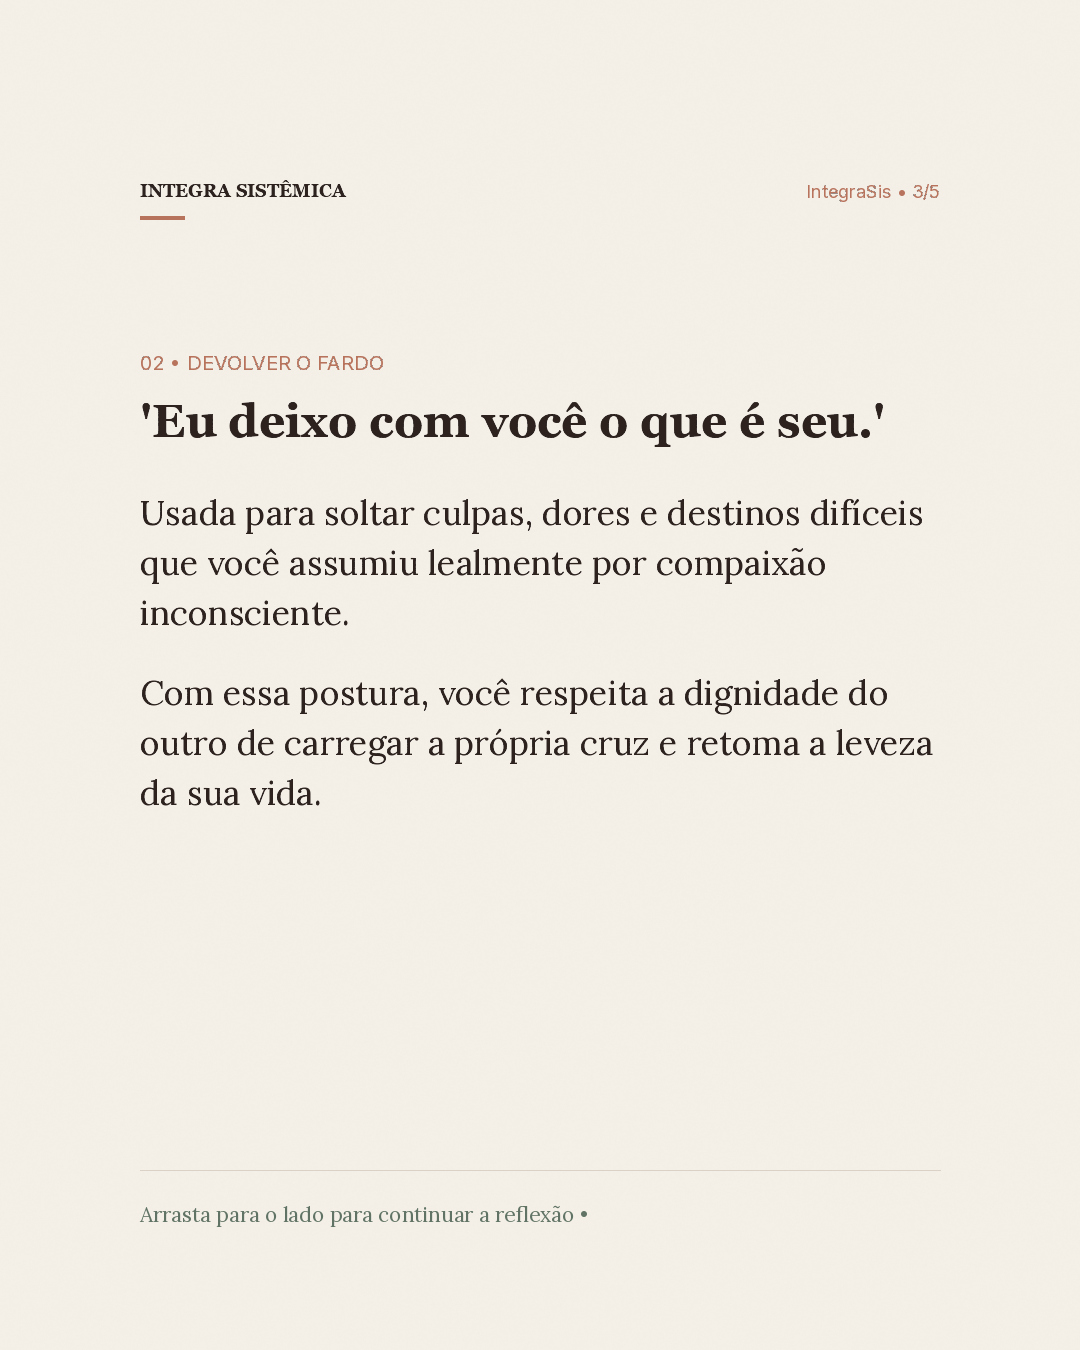 INTEGRA SISTÊMICA
IntegraSis • 3/5
02 • DEVOLVER O FARDO
'Eu deixo com você o que é seu.'
Usada para soltar culpas, dores e destinos difíceis
que você assumiu lealmente por compaixão
inconsciente.
Com essa postura, você respeita a dignidade do
outro de carregar a própria cruz e retoma a leveza
da sua vida.
Arrasta para o lado para continuar a reflexão •